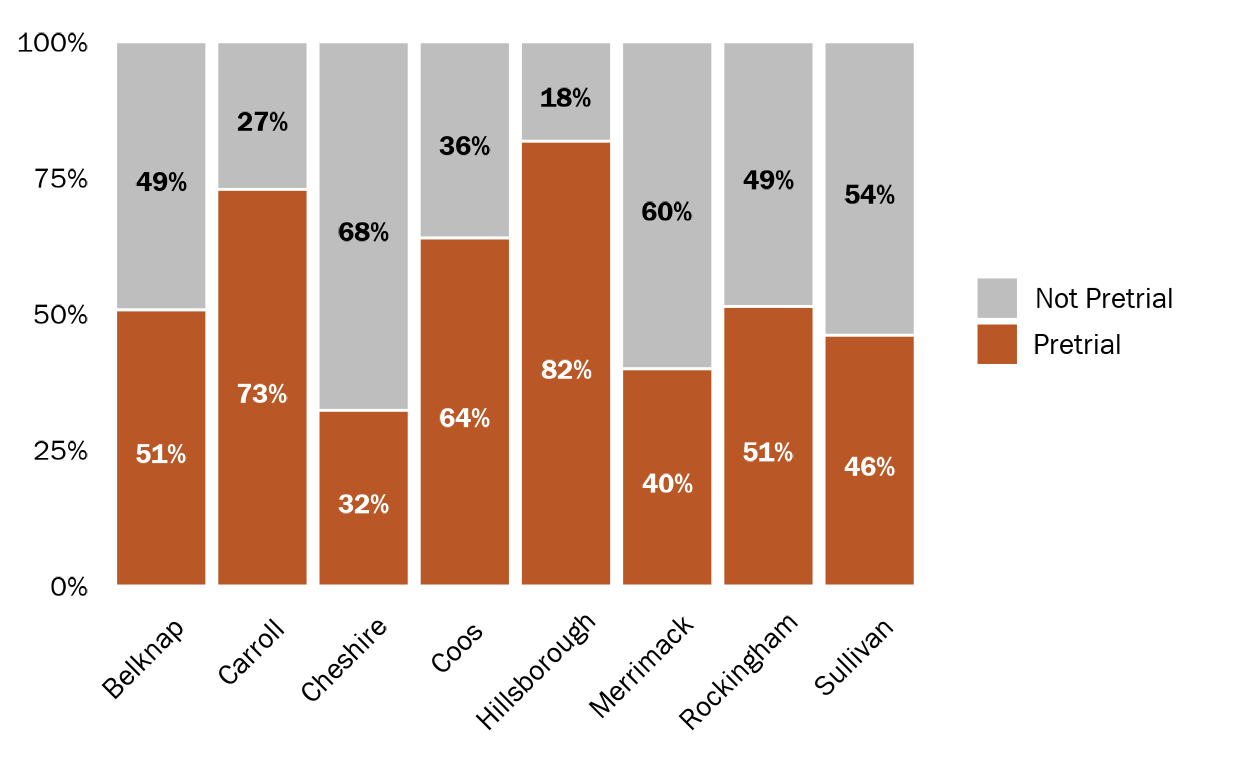 100%
75%
50%
25%
0%
49%
27%
68%
36%
18%
60%
49%
54%
51%
73%
32%
64%
82%
40%
51%
46%
Belknap
Carroll
Cheshire
Coos
Hillsborough
Merrimack
Rockingham
Sullivan
Not Pretrial
Pretrial